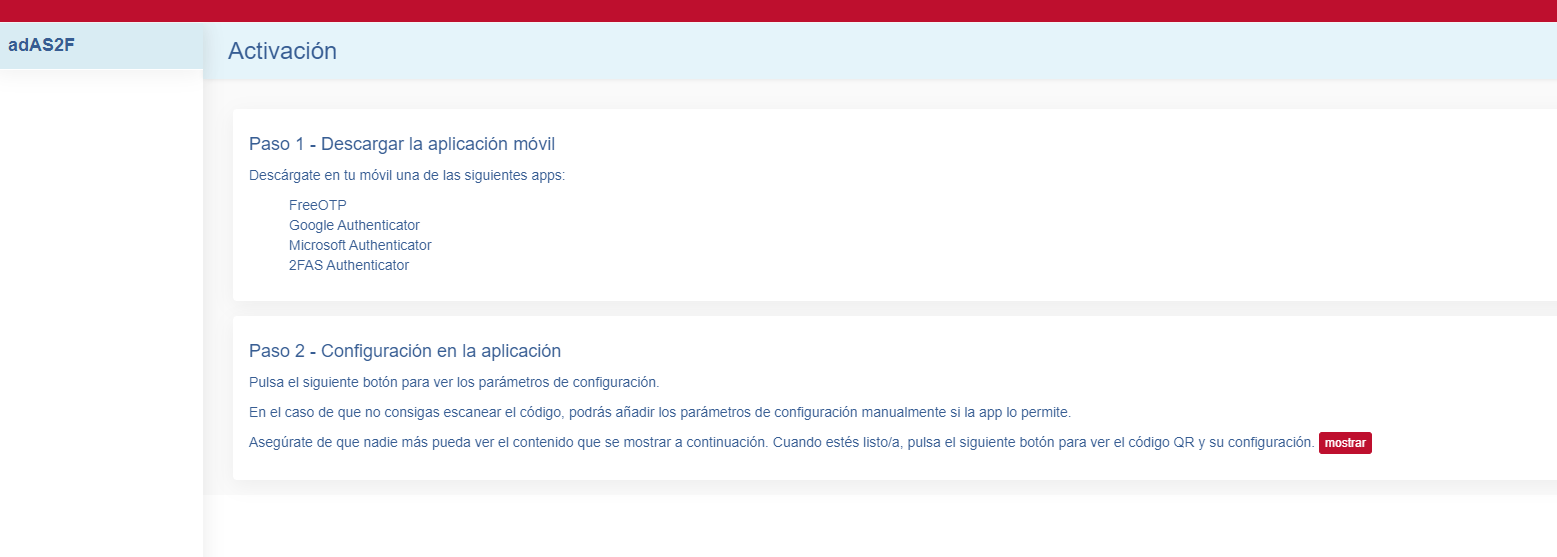 adAS2F
Activación
Paso 1 - Descargar la aplicación móvil
Descárgate en tu móvil una de las siguientes apps:
FreeOTP
Google Authenticator
Microsoft Authenticator
2FAS Authenticator
Paso 2 - Configuración en la aplicación
Pulsa el siguiente botón para ver los parámetros de configuración.
En el caso de que no consigas escanear el código, podrás añadir los parámetros de configuración manualmente si la app lo permite.
Asegúrate de que nadie más pueda ver el contenido que se mostrar a continuación. Cuando estés listo/a, pulsa el siguiente botón para ver el código QR y su configuración. mostrar